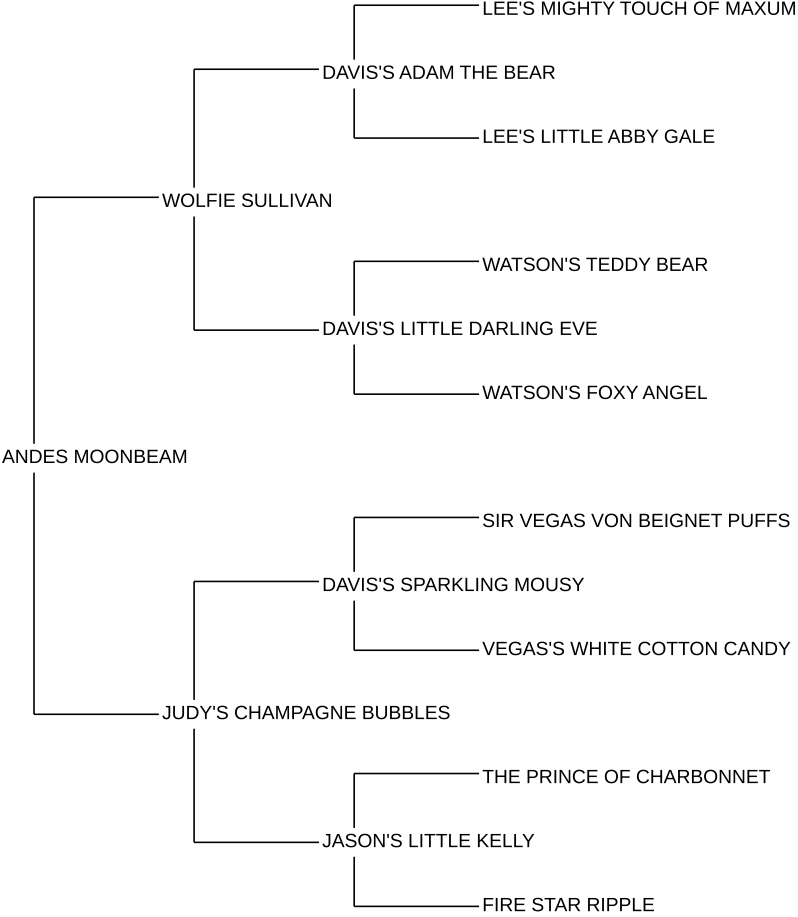 LEE'S MIGHTY TOUCH OF MAXUM
DAVIS'S ADAM THE BEAR
LEE'S LITTLE ABBY GALE
WOLFIE SULLIVAN
WATSON'S TEDDY BEAR
DAVIS'S LITTLE DARLING EVE
WATSON'S FOXY ANGEL
ANDES MOONBEAM
SIR VEGAS VON BEIGNET PUFFS
DAVIS'S SPARKLING MOUSY
VEGAS'S WHITE COTTON CANDY
JUDY'S CHAMPAGNE BUBBLES
THE PRINCE OF CHARBONNET
JASON'S LITTLE KELLY
FIRE STAR RIPPLE